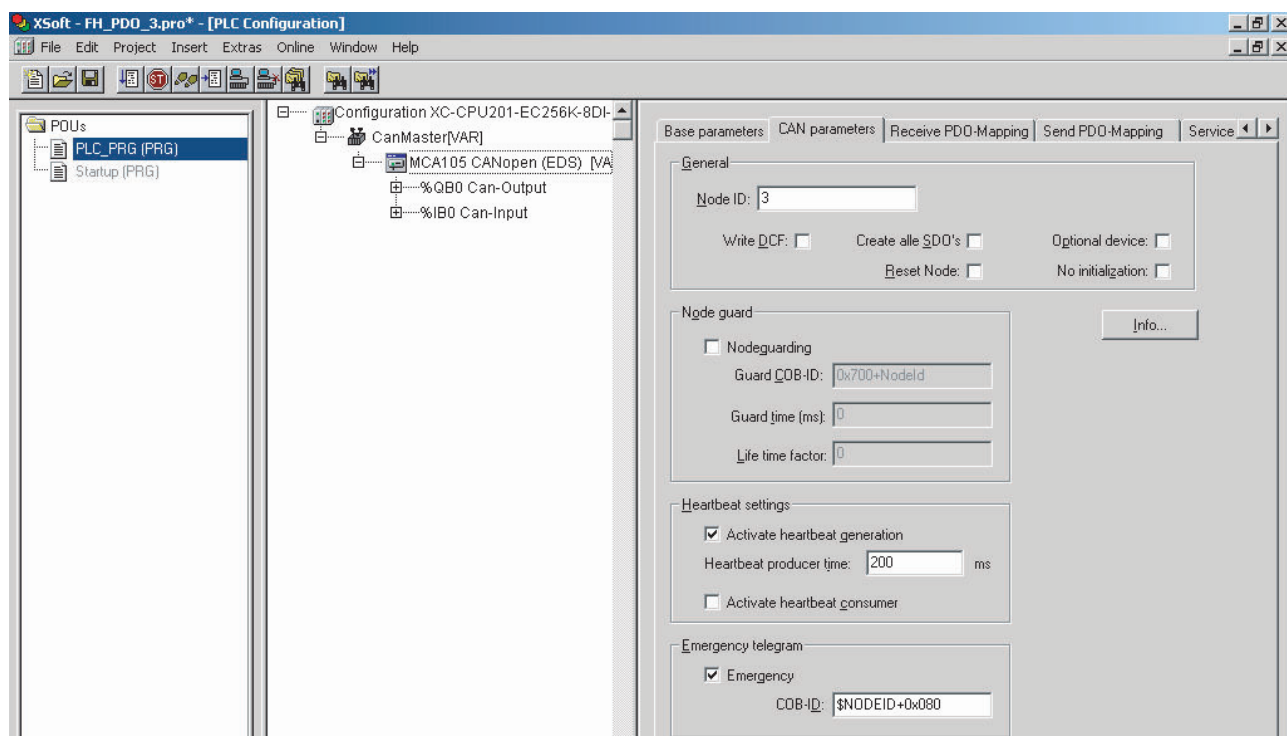 XSoft - FH_PDO_3.pro* - [PLC Configuration]
File Edit Project Insert Extras Online Window Help
POUs
PLC_PRG (PRG)
Startup (PRG)
Configuration XC-CPU201-EC256K-8DI-
CanMaster[VAR]
MCA105 CANopen (EDS) [VA
%QB0 Can-Output
%IB0 Can-Input
Base parameters CAN parameters Receive PDO-Mapping Send PDO-Mapping Service
General
Node ID: 3
Write DCF: Create alle SDO's Optional device:
Reset Node: No initialization:
Node guard
Info...
Nodeguarding
Guard COB-ID: 0x700+NodeId
Guard time (ms): 0
Life time factor: 0
Heartbeat settings
Activate heartbeat generation
Heartbeat producer time: 200 ms
Activate heartbeat consumer
Emergency telegram
Emergency
COB-ID: $NODEID+0x080